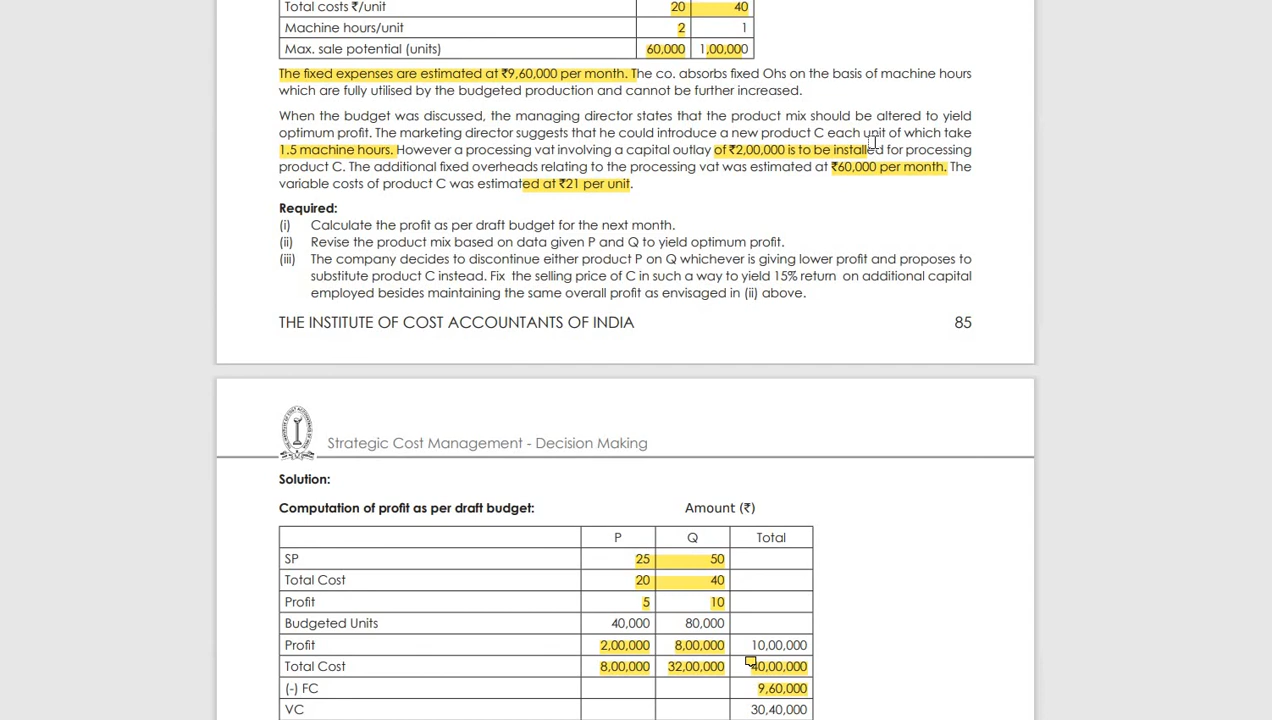 Total costs ₹/unit 20 40
Machine hours/unit 2 1
Max. sale potential (units) 60,000 1,00,000
The fixed expenses are estimated at ₹9,60,000 per month. The co. absorbs fixed Ohs on the basis of machine hours
which are fully utilised by the budgeted production and cannot be further increased.
When the budget was discussed, the managing director states that the product mix should be altered to yield
optimum profit. The marketing director suggests that he could introduce a new product C each unit of which take
1.5 machine hours. However a processing vat involving a capital outlay of ₹2,00,000 is to be installed for processing
product C. The additional fixed overheads relating to the processing vat was estimated at ₹60,000 per month. The
variable costs of product C was estimated at ₹21 per unit.
Required:
(i) Calculate the profit as per draft budget for the next month.
(ii) Revise the product mix based on data given P and Q to yield optimum profit.
(iii) The company decides to discontinue either product P on Q whichever is giving lower profit and proposes to
substitute product C instead. Fix the selling price of C in such a way to yield 15% return on additional capital
employed besides maintaining the same overall profit as envisaged in (ii) above.
THE INSTITUTE OF COST ACCOUNTANTS OF INDIA 85
Strategic Cost Management - Decision Making
Solution:
Computation of profit as per draft budget: Amount (₹)
P Q Total
SP 25 50
Total Cost 20 40
Profit 5 10
Budgeted Units 40,000 80,000
Profit 2,00,000 8,00,000 10,00,000
Total Cost 8,00,000 32,00,000 40,00,000
(-) FC 9,60,000
VC 30,40,000